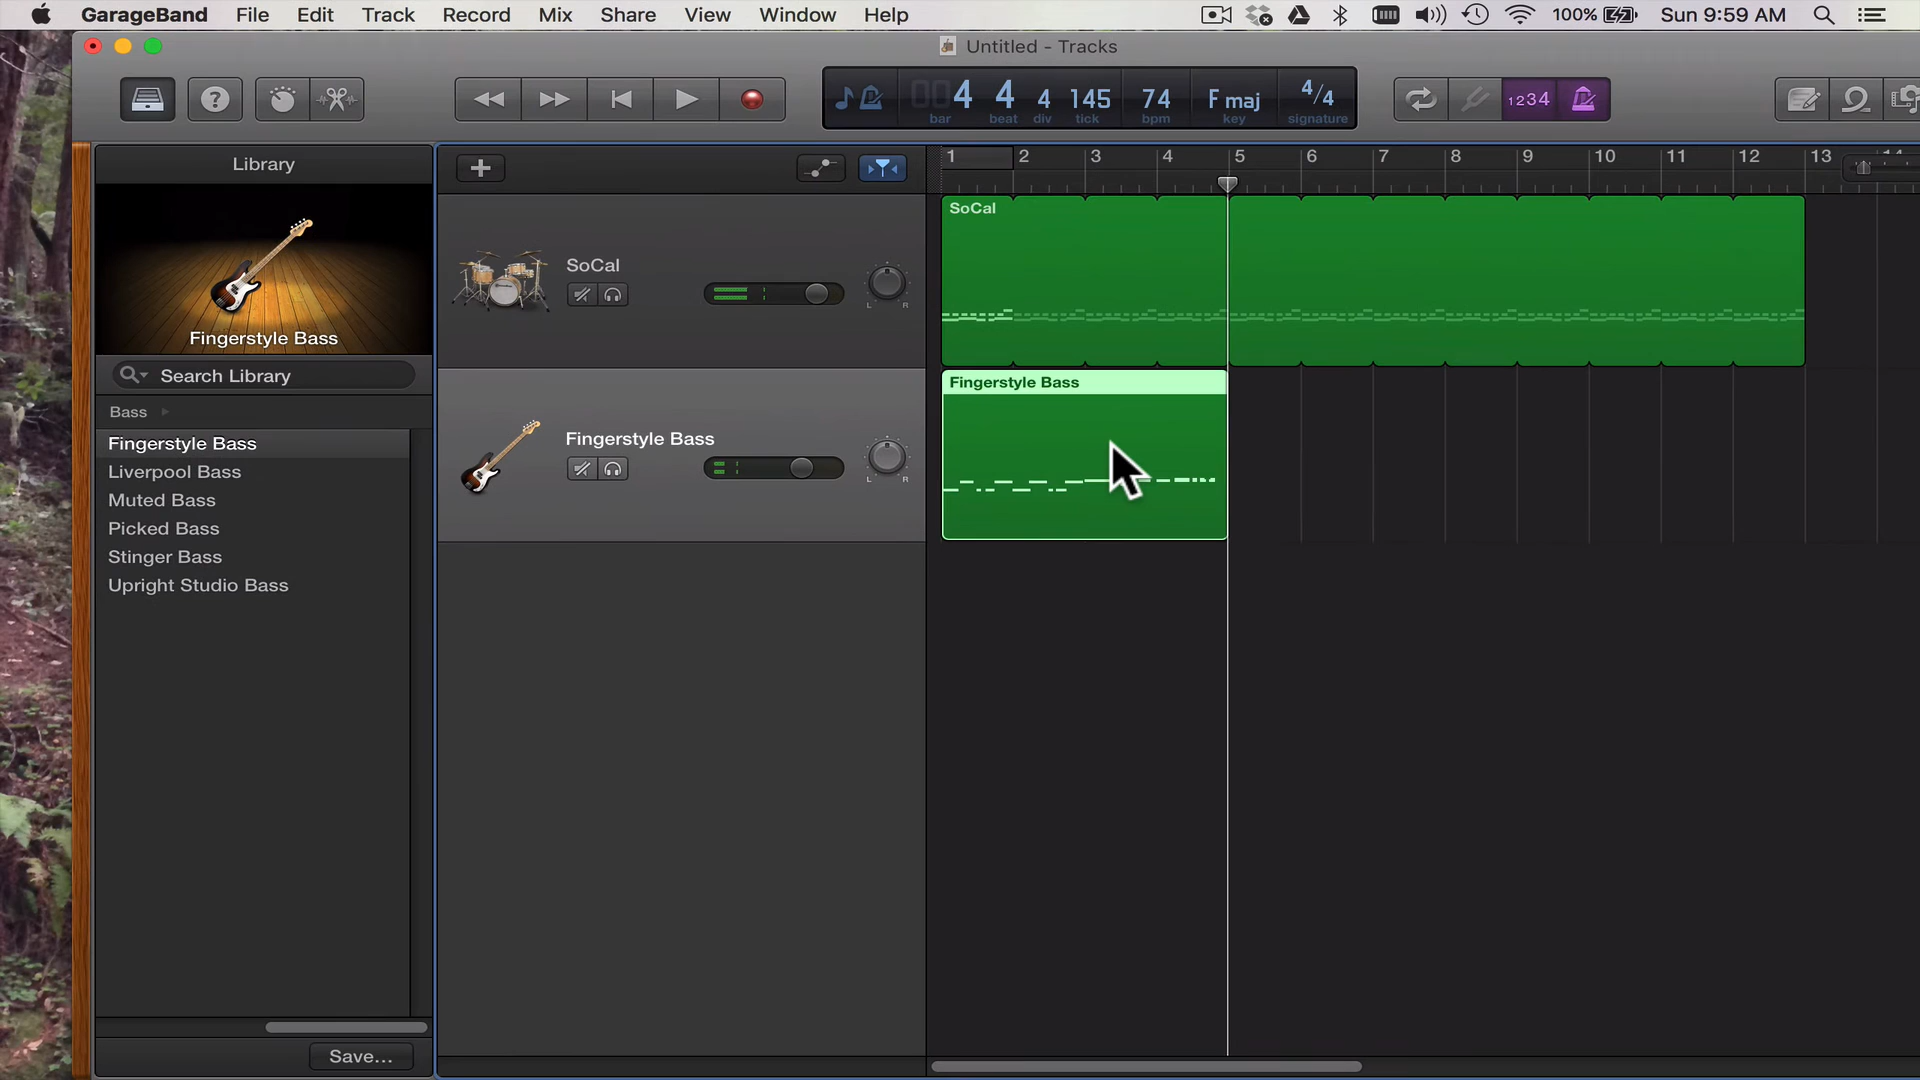 GarageBand File Edit Track Record Mix Share View Window Help 100% Sun 9:59 AM
Untitled - Tracks
4 4 4 145 74 F maj 4/4
bar beat div tick bpm key signature
1234
Library
1 2 3 4 5 6 7 8 9 10 11 12 13
SoCal
SoCal
L R
Fingerstyle Bass
Search Library
Fingerstyle Bass
Bass
Fingerstyle Bass
Fingerstyle Bass
L R
Liverpool Bass
Muted Bass
Picked Bass
Stinger Bass
Upright Studio Bass
Save...